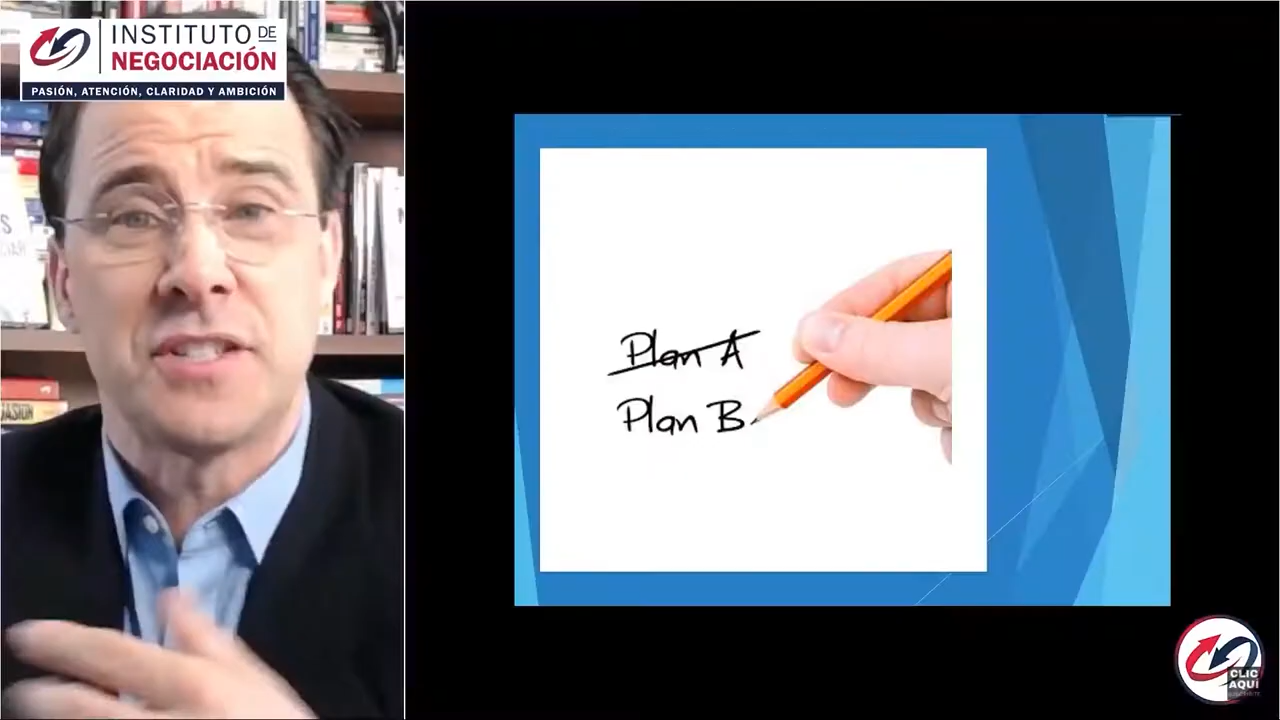 INSTITUTO DE
NEGOCIACIÓN
PASIÓN, ATENCIÓN, CLARIDAD Y AMBICIÓN
Plan A
Plan B
CLIC
AQUÍ